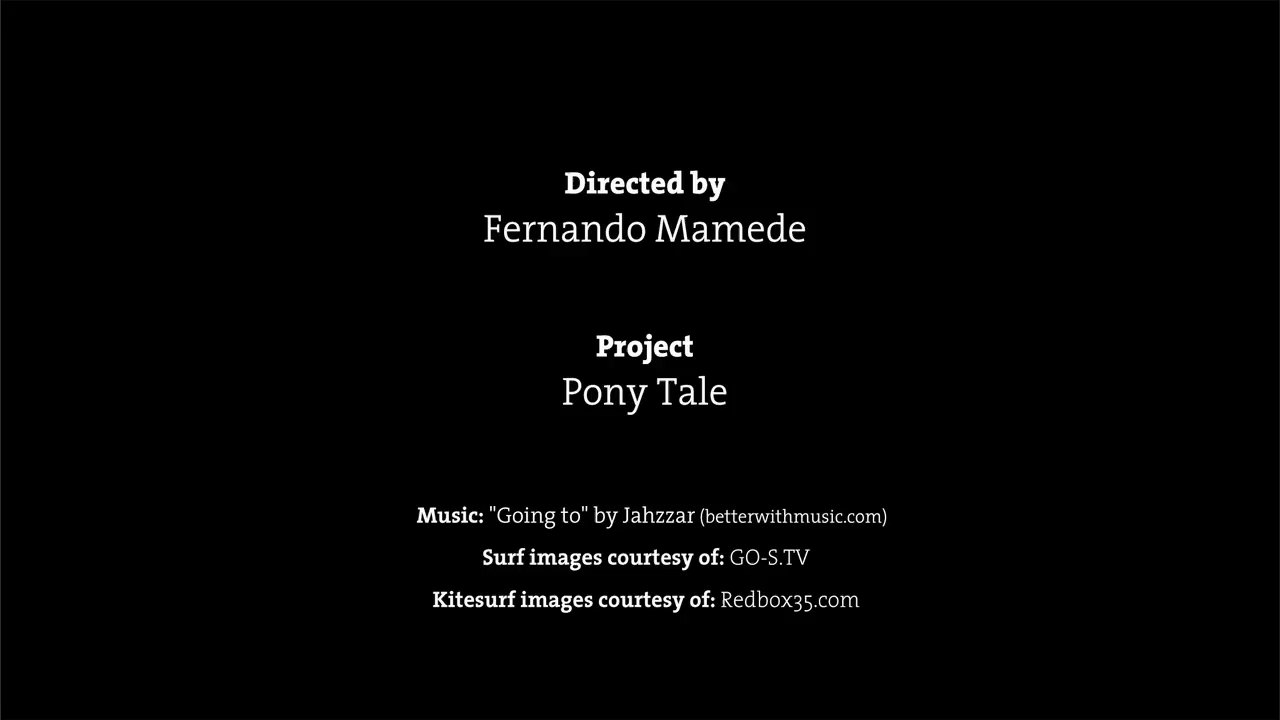 Directed by
Fernando Mamede
Project
Pony Tale
Music: "Going to" by Jahzzar (betterwithmusic.com)
Surf images courtesy of: GO-S.TV
Kitesurf images courtesy of: Redbox35.com